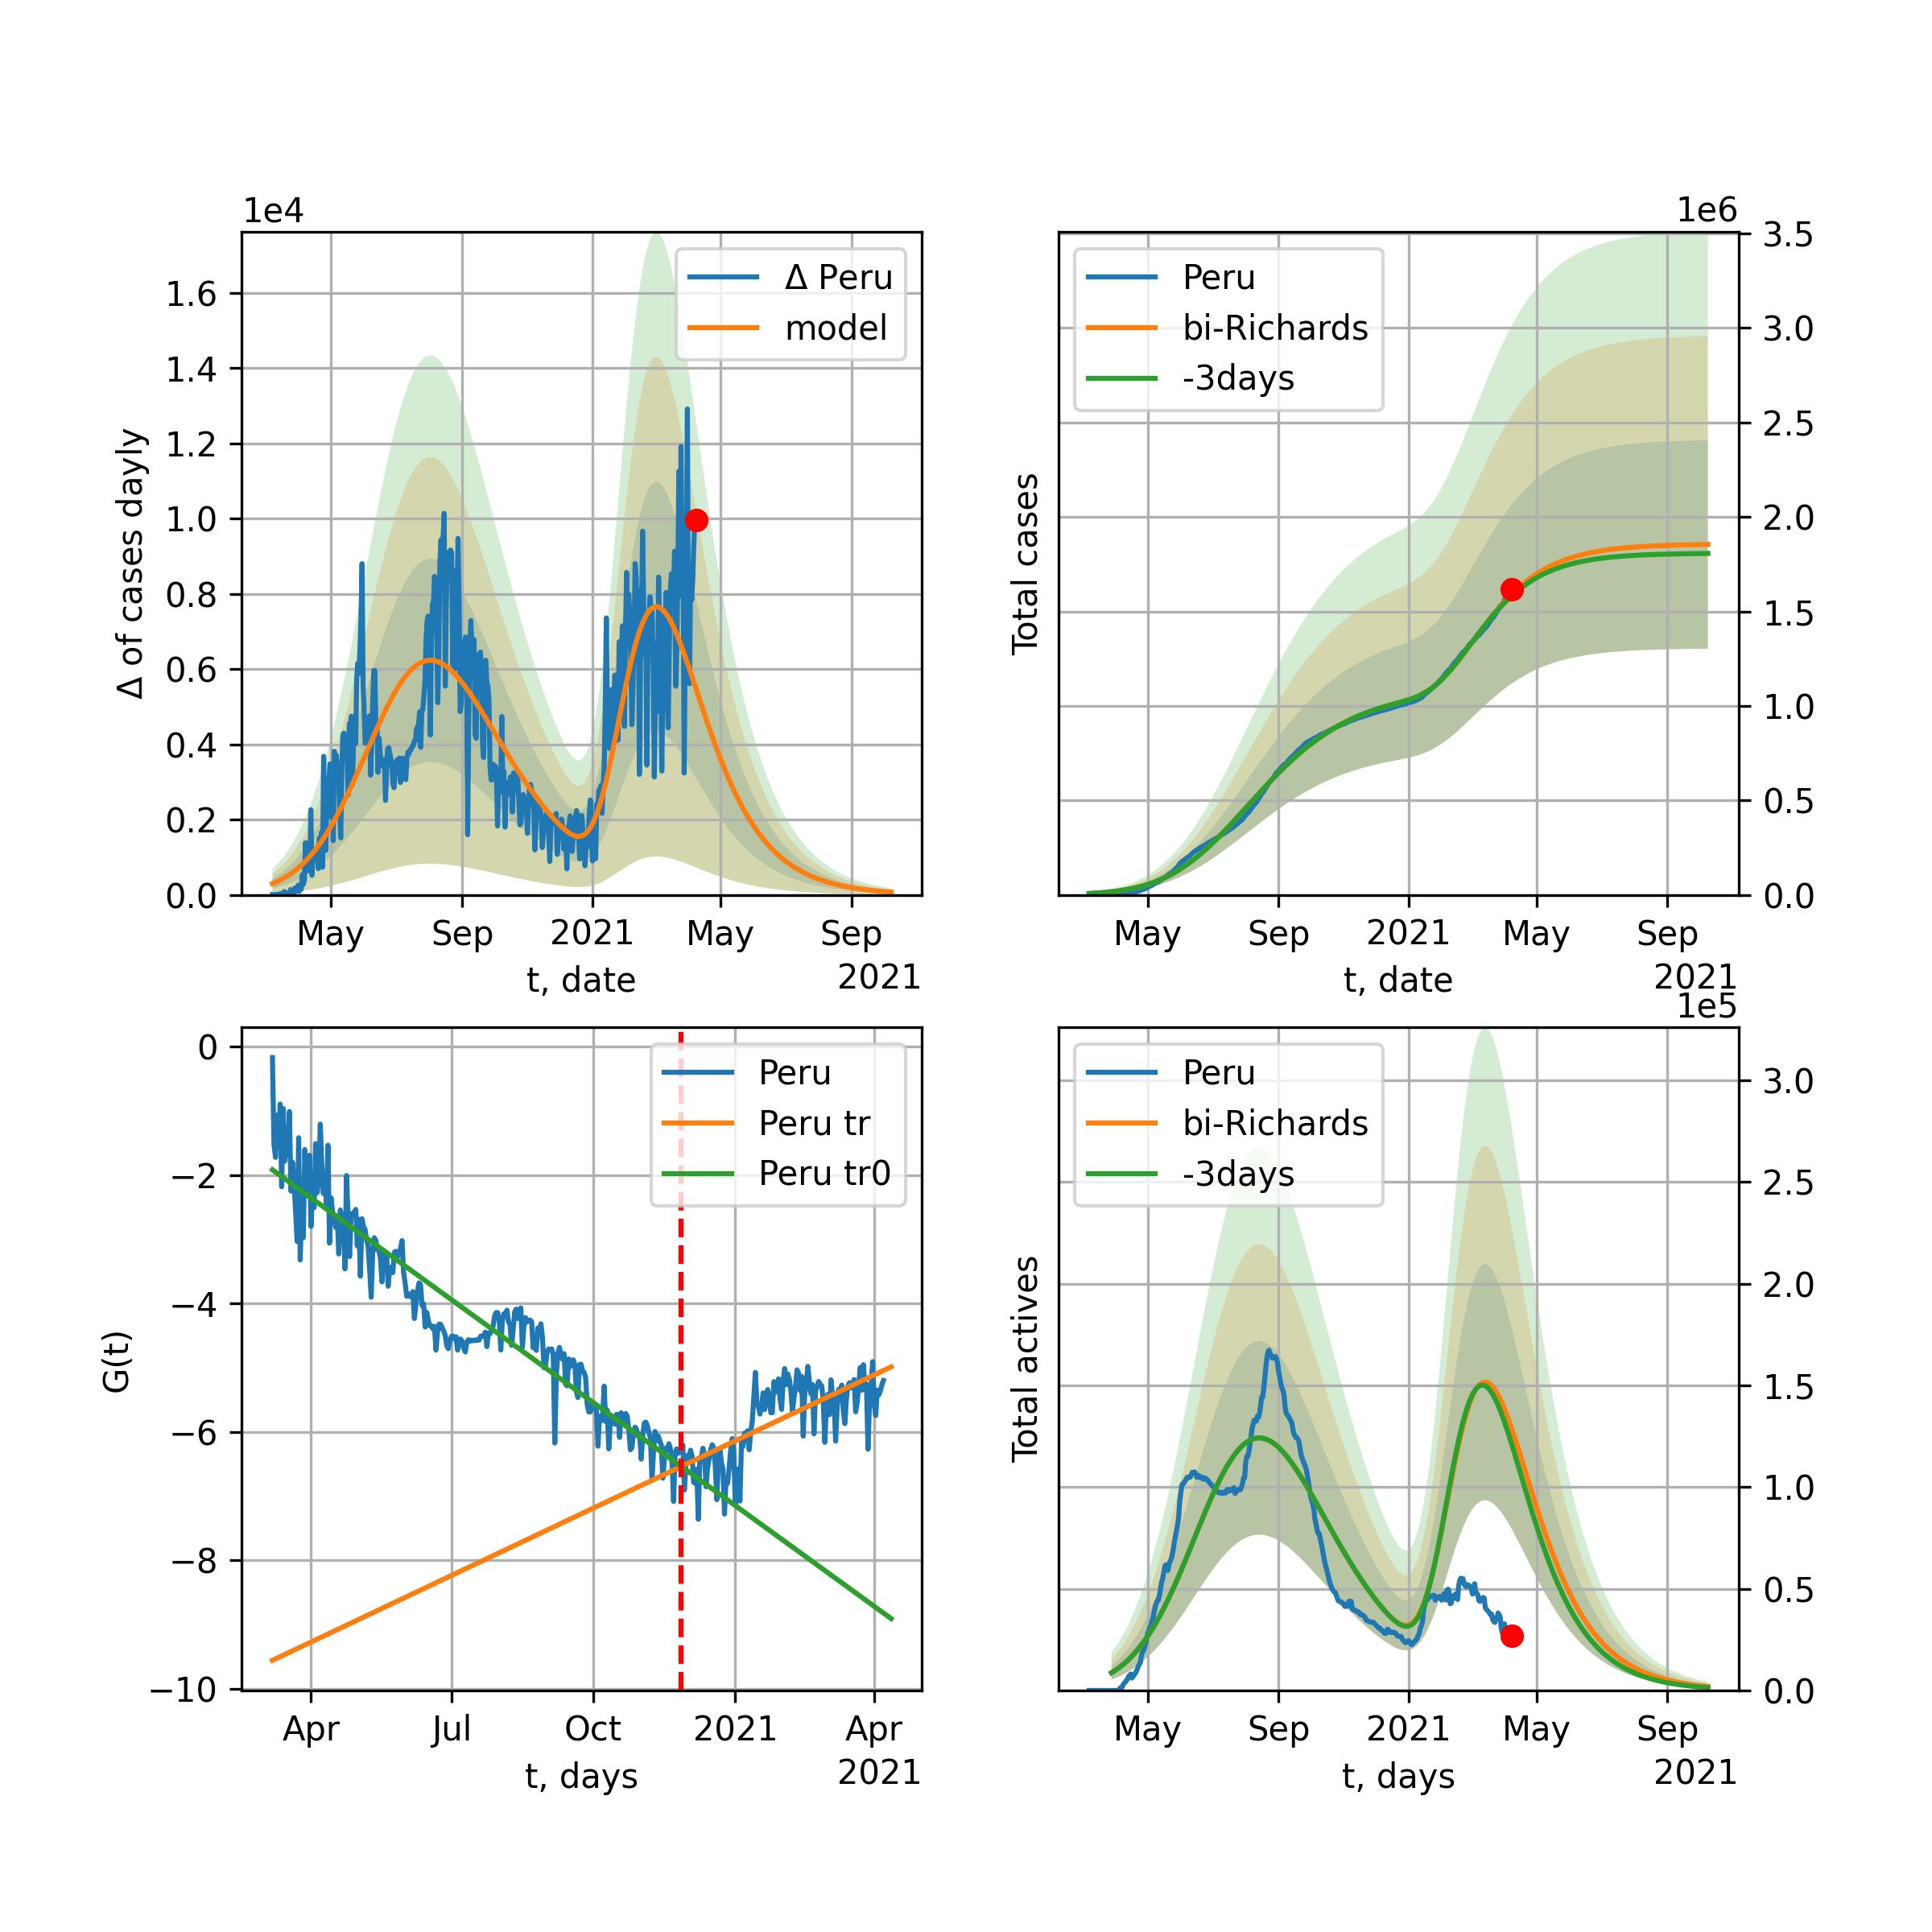 1e4
1.6
1.4
1.2
1.0
0.8
0.6
0.4
0.2
0.0
Δ of cases dayly
Δ Peru
model
May Sep 2021 May Sep
t, date
2021
1e6
3.5
3.0
2.5
2.0
1.5
1.0
0.5
0.0
Total cases
Peru
bi-Richards
-3days
May Sep 2021 May Sep
t, date
2021
0
−2
−4
−6
−8
−10
G(t)
Peru
Peru tr
Peru tr0
Apr Jul Oct 2021 Apr
t, days
2021
1e5
3.0
2.5
2.0
1.5
1.0
0.5
0.0
Total actives
Peru
bi-Richards
-3days
May Sep 2021 May Sep
t, days
2021